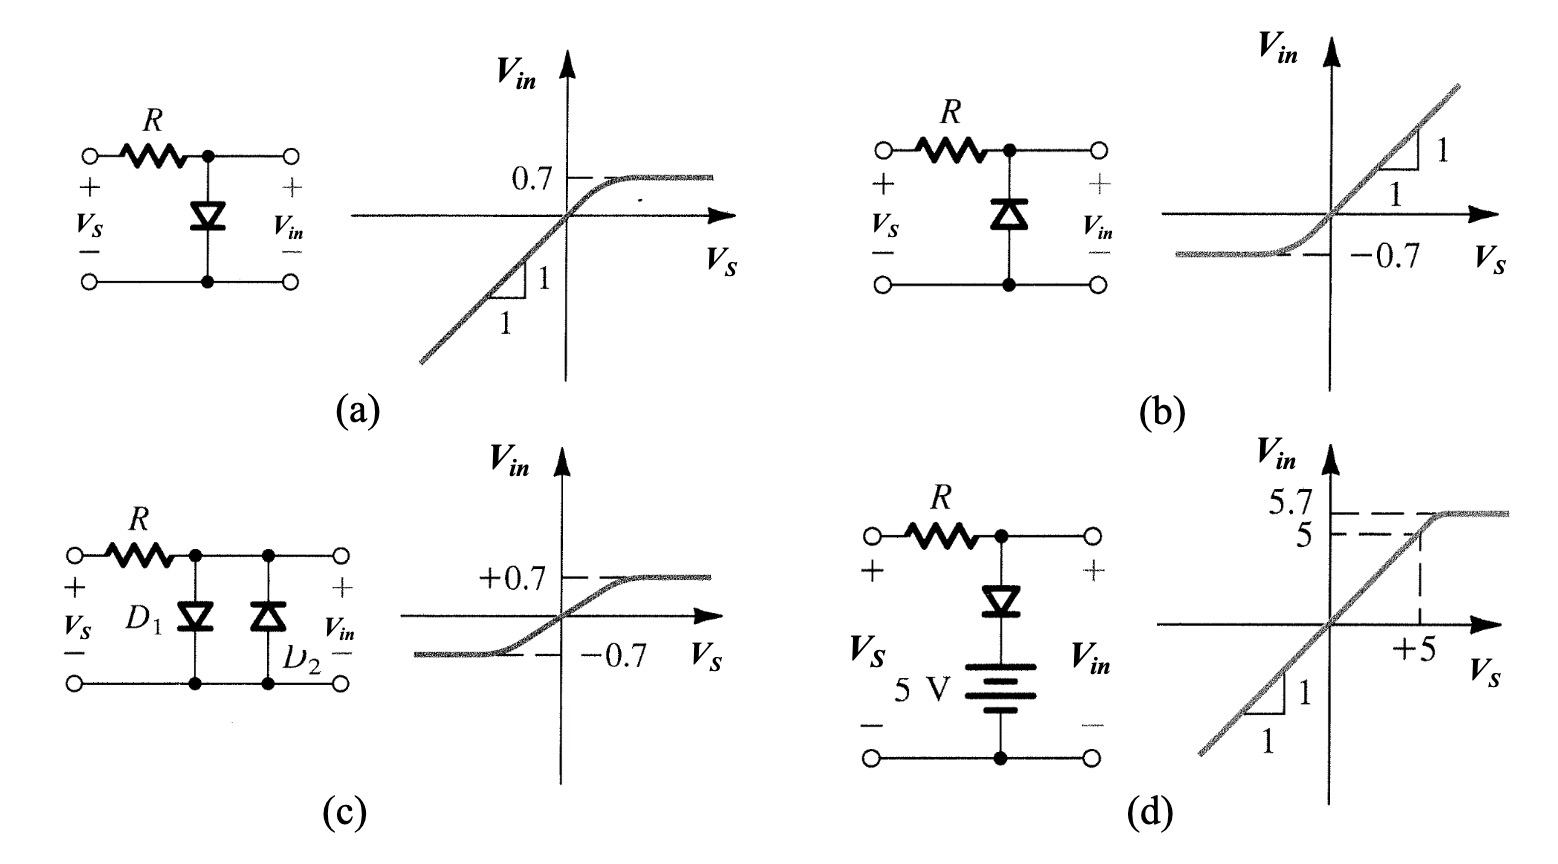 V_in
R
+ +
V_S V_in
− −
0.7
1
1
V_S
(a)
V_in
R
+ +
V_S V_in
− −
1
1
−0.7
V_S
(b)
V_in
R
+ +
V_S D_1 V_in
− D_2 −
+0.7
−0.7
V_S
(c)
V_in
R
+ +
V_S V_in
5 V
− −
5.7
5
+5
V_S
1
1
(d)